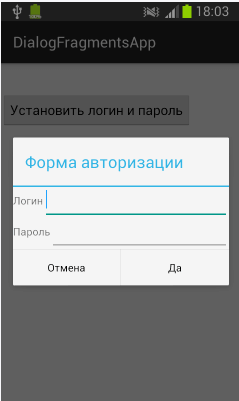 18:03
DialogFragmentsApp
Установить логин и пароль
Форма авторизации
Логин
Пароль
Отмена Да